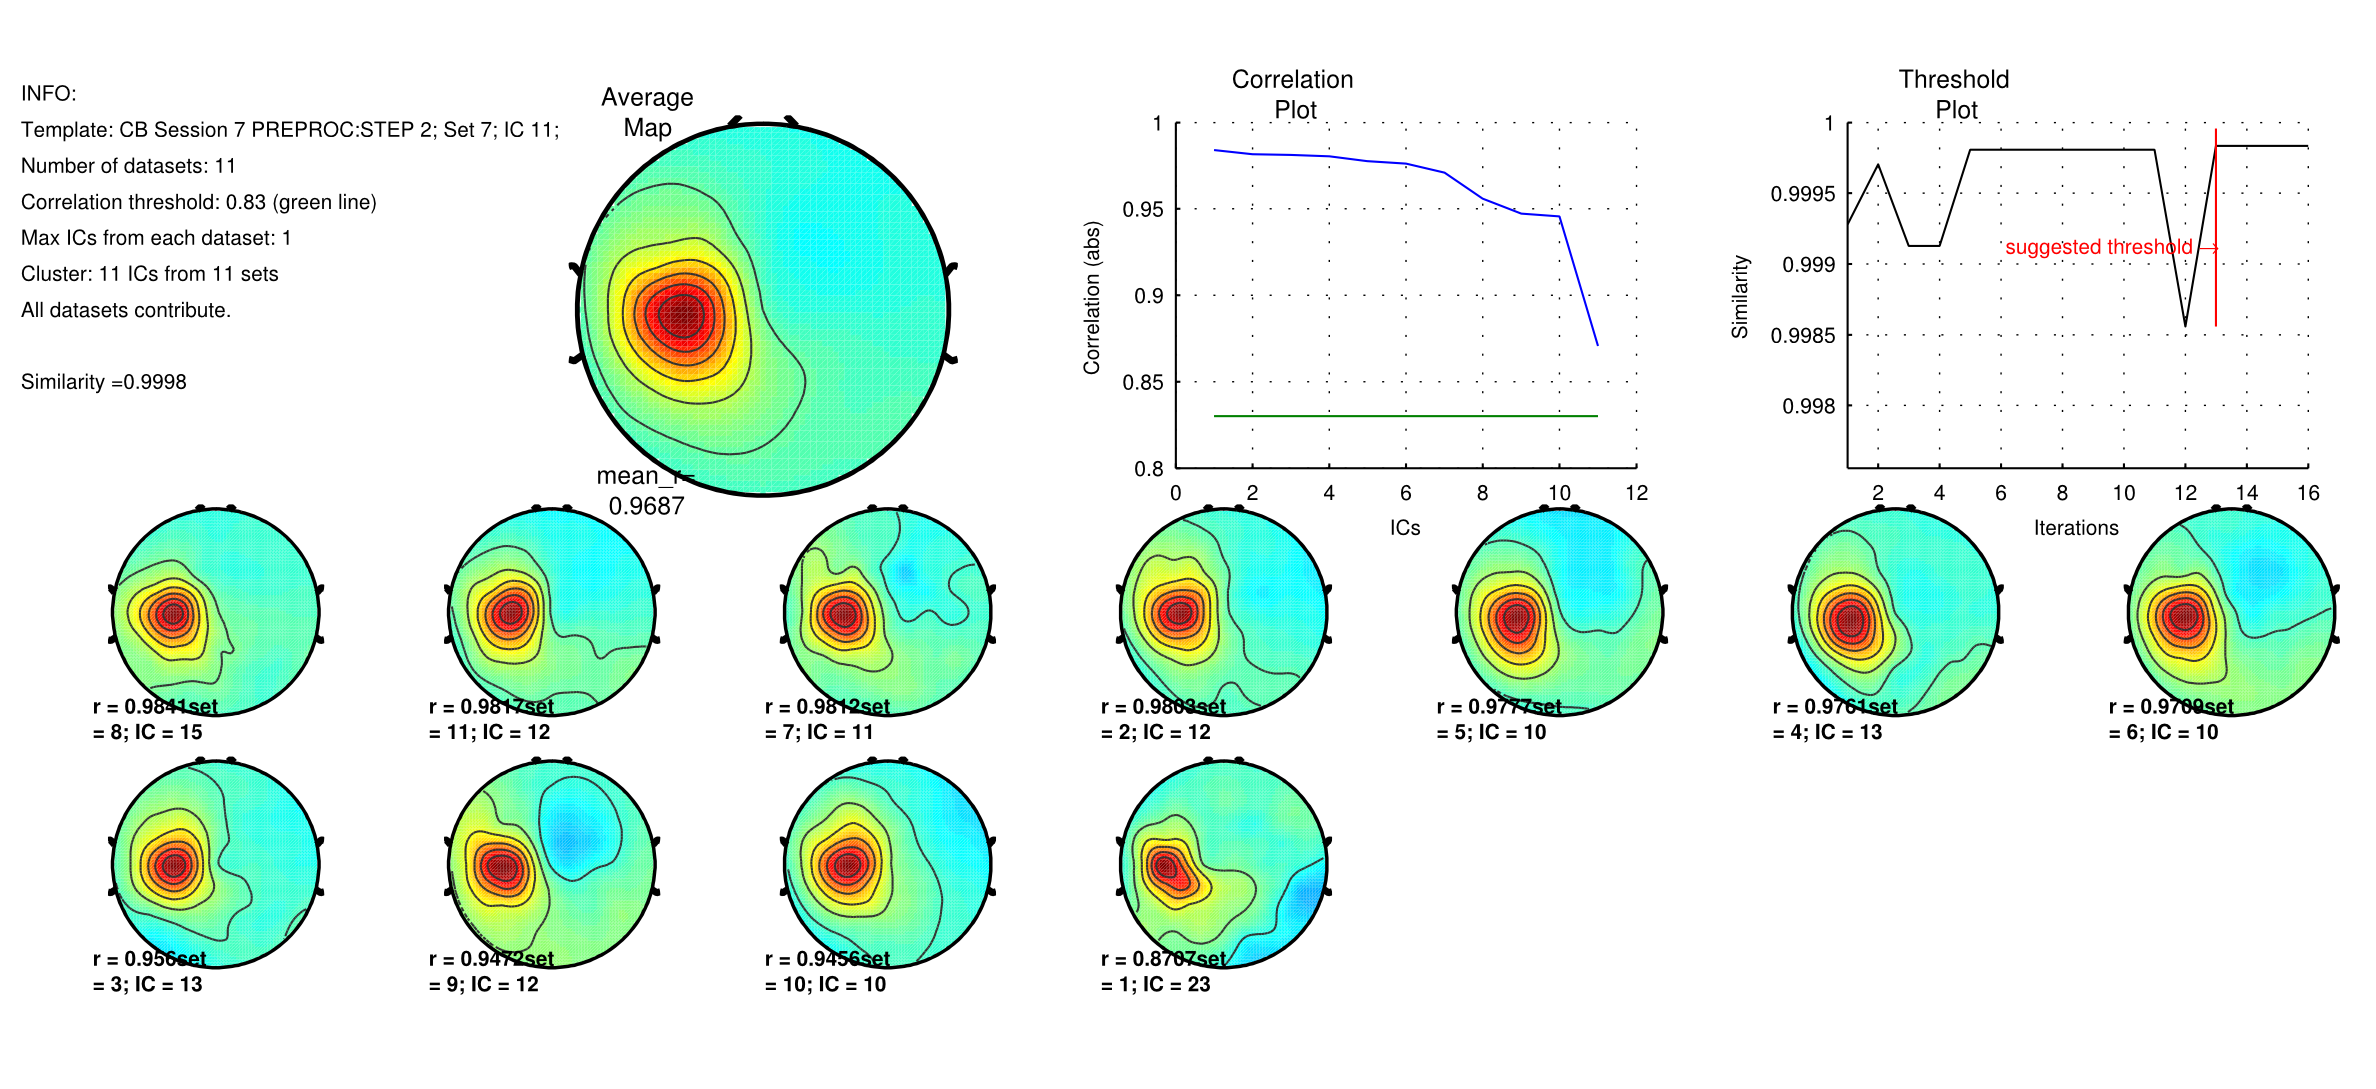 INFO:
Template: CB Session 7 PREPROC:STEP 2; Set 7; IC 11;
Number of datasets: 11
Correlation threshold: 0.83 (green line)
Max ICs from each dataset: 1
Cluster: 11 ICs from 11 sets
All datasets contribute.
Similarity =0.9998
Average
Map
mean_r=
0.9687
Correlation
Plot
1
0.95
0.9
0.85
0.8
0 2 4 6 8 10 12
Correlation (abs)
ICs
Threshold
Plot
1
0.9995
0.999
0.9985
0.998
2 4 6 8 10 12 14 16
Similarity
Iterations
suggested threshold →
r = 0.9841set
= 8; IC = 15
r = 0.9817set
= 11; IC = 12
r = 0.9812set
= 7; IC = 11
r = 0.9803set
= 2; IC = 12
r = 0.9777set
= 5; IC = 10
r = 0.9761set
= 4; IC = 13
r = 0.9709set
= 6; IC = 10
r = 0.956set
= 3; IC = 13
r = 0.9472set
= 9; IC = 12
r = 0.9456set
= 10; IC = 10
r = 0.8707set
= 1; IC = 23